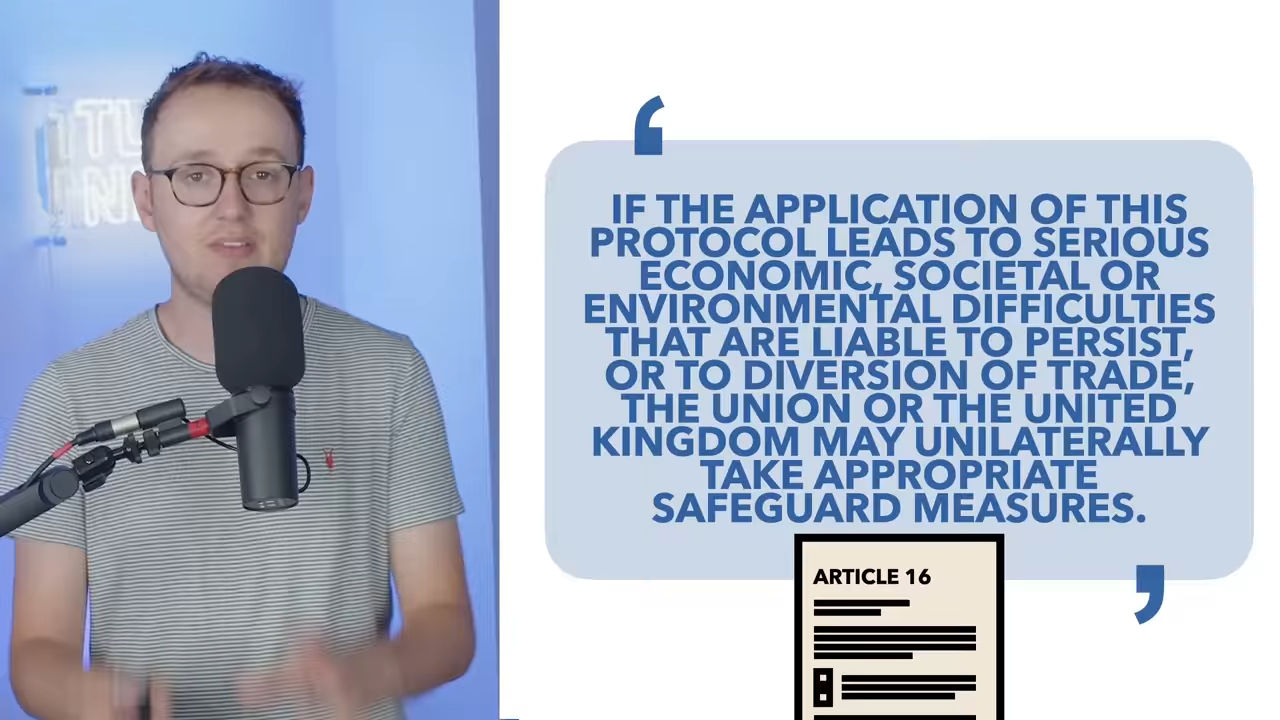 ‘
IF THE APPLICATION OF THIS
PROTOCOL LEADS TO SERIOUS
ECONOMIC, SOCIETAL OR
ENVIRONMENTAL DIFFICULTIES
THAT ARE LIABLE TO PERSIST,
OR TO DIVERSION OF TRADE,
THE UNION OR THE UNITED
KINGDOM MAY UNILATERALLY
TAKE APPROPRIATE
SAFEGUARD MEASURES.
’
ARTICLE 16